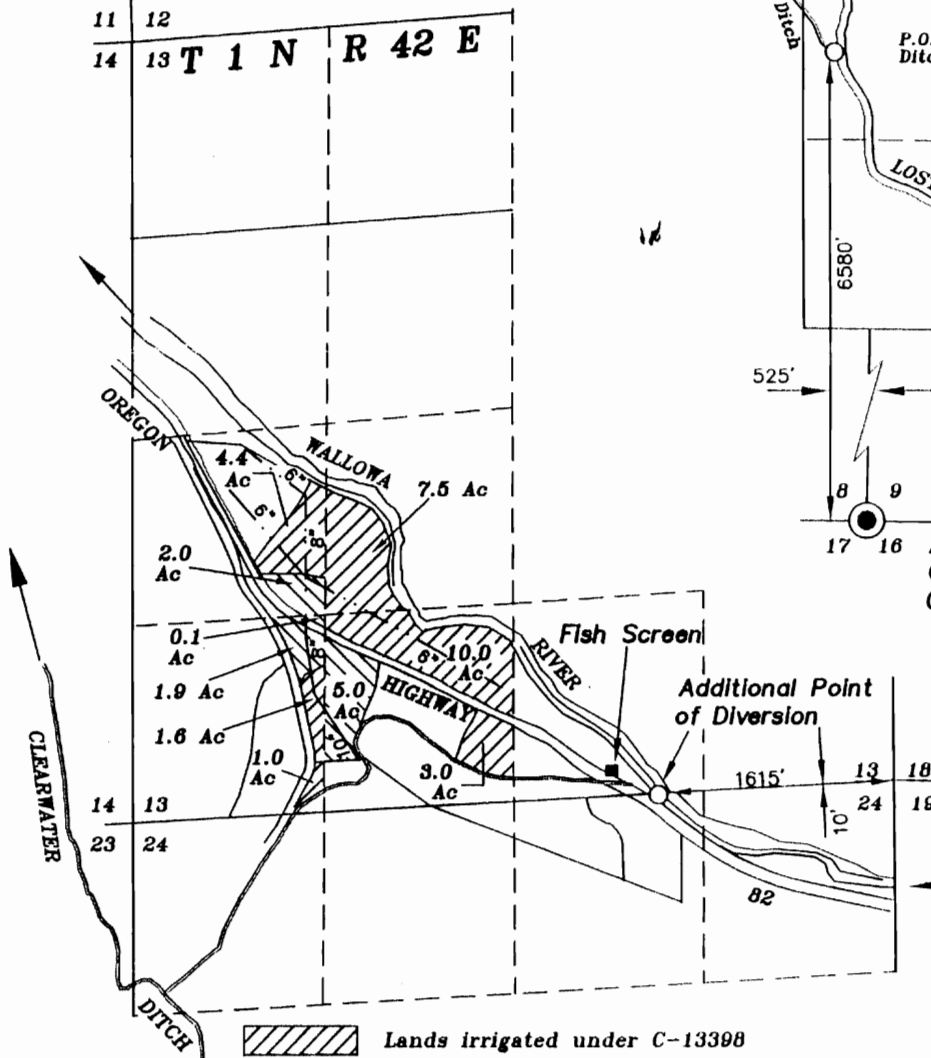 11 12
14 13
T 1 N R 42 E
Ditch
P.O.
LOST
6580'
525'
8 9
17 16
OREGON
WALLOWA
4.4
Ac
6"
6"
7.5 Ac
8"
2.0
Ac
0.1
Ac
8"
1.9 Ac
1.6 Ac
1.0
Ac
5.0
Ac
10"
6"
10.0
Ac
HIGHWAY
3.0
Ac
RIVER
Fish Screen
Additional Point
of Diversion
1615'
13 18
24 19
10'
14 13
23 24
CLEARWATER
82
DITCH
Lands irrigated under C-13398